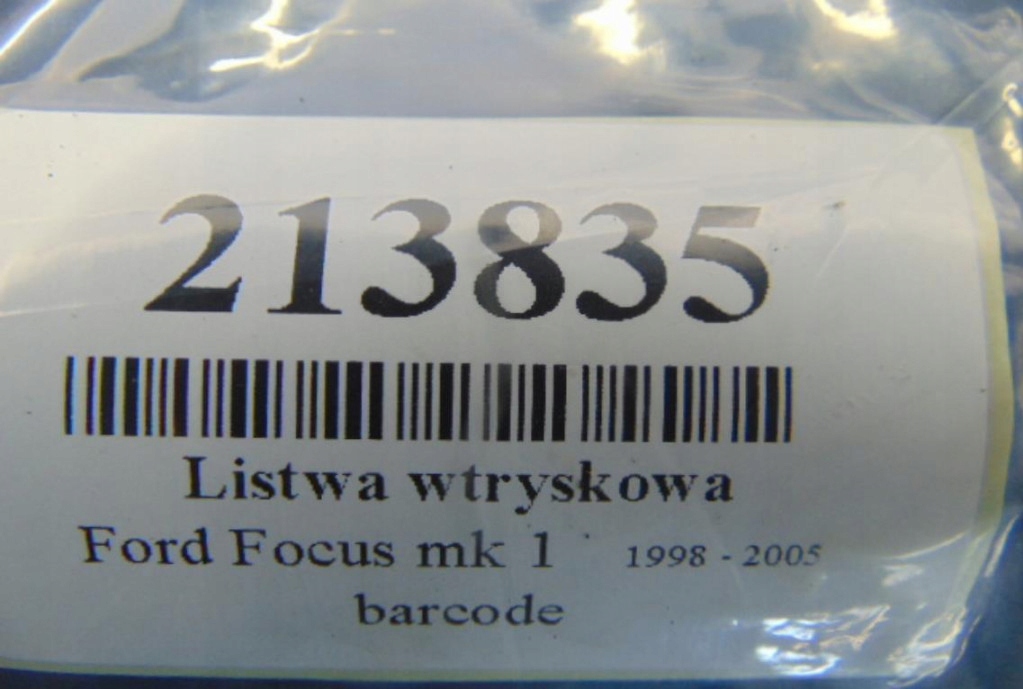 213835
Listwa wtryskowa
Ford Focus mk 1 1998 - 2005
barcode